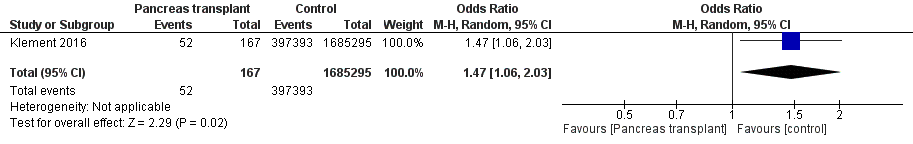 Pancreas transplant Control Odds Ratio Odds Ratio
Study or Subgroup Events Total Events Total Weight M-H, Random, 95% CI M-H, Random, 95% CI
Klement 2016 52 167 397393 1685295 100.0% 1.47 [1.06, 2.03]
Total (95% CI) 167 1685295 100.0% 1.47 [1.06, 2.03]
Total events 52 397393
Heterogeneity: Not applicable
Test for overall effect: Z = 2.29 (P = 0.02)
0.5 0.7 1 1.5 2
Favours [Pancreas transplant] Favours [control]